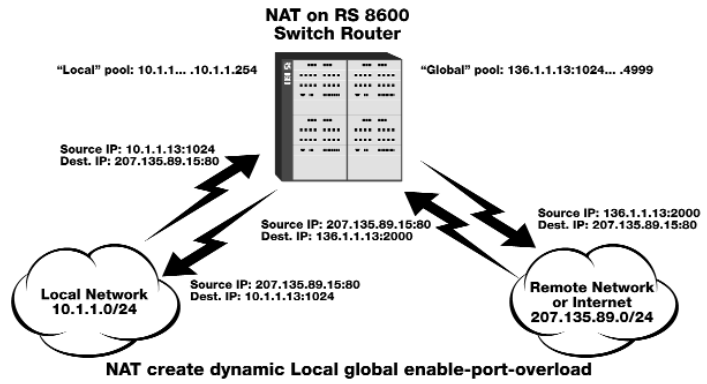 NAT on RS 8600
Switch Router
“Local” pool: 10.1.1... .10.1.1.254
“Global” pool: 136.1.1.13:1024... .4999
Source IP: 10.1.1.13:1024
Dest. IP: 207.135.89.15:80
Source IP: 207.135.89.15:80
Dest. IP: 136.1.1.13:2000
Source IP: 136.1.1.13:2000
Dest. IP: 207.135.89.15:80
Source IP: 207.135.89.15:80
Dest. IP: 10.1.1.13:1024
Local Network
10.1.1.0/24
Remote Network
or Internet
207.135.89.0/24
NAT create dynamic Local global enable-port-overload